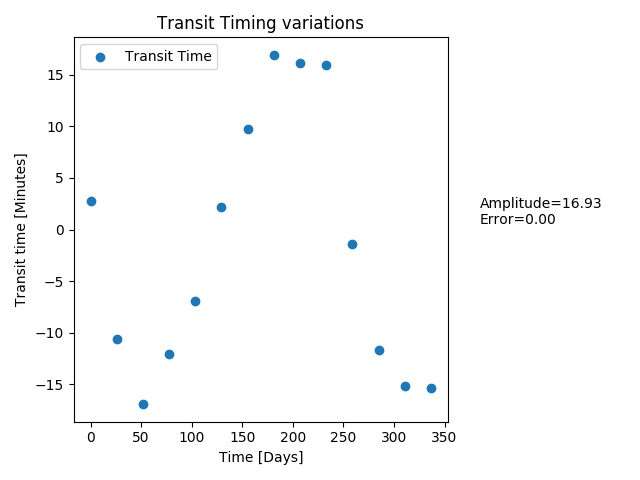 Transit Timing variations
Transit Time
15
10
5
0
−5
−10
−15
Transit time [Minutes]
0
50
100
150
200
250
300
350
Time [Days]
Amplitude=16.93
Error=0.00